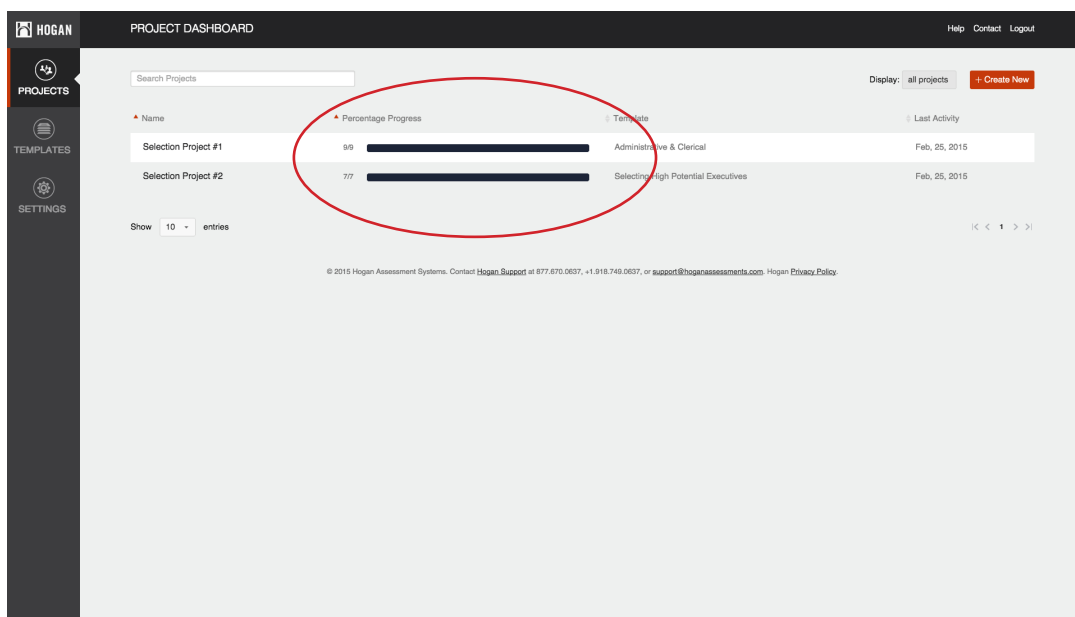 HOGAN
PROJECT DASHBOARD
Help Contact Logout
PROJECTS
TEMPLATES
SETTINGS
Search Projects
Display: all projects + Create New
Name Percentage Progress Template Last Activity
Selection Project #1 9/9 Administrative & Clerical Feb, 25, 2015
Selection Project #2 7/7 Selecting High Potential Executives Feb, 25, 2015
Show 10 entries
|< < 1 > >|
© 2015 Hogan Assessment Systems. Contact Hogan Support at 877.670.0637, +1.918.749.0637, or support@hoganassessments.com. Hogan Privacy Policy.